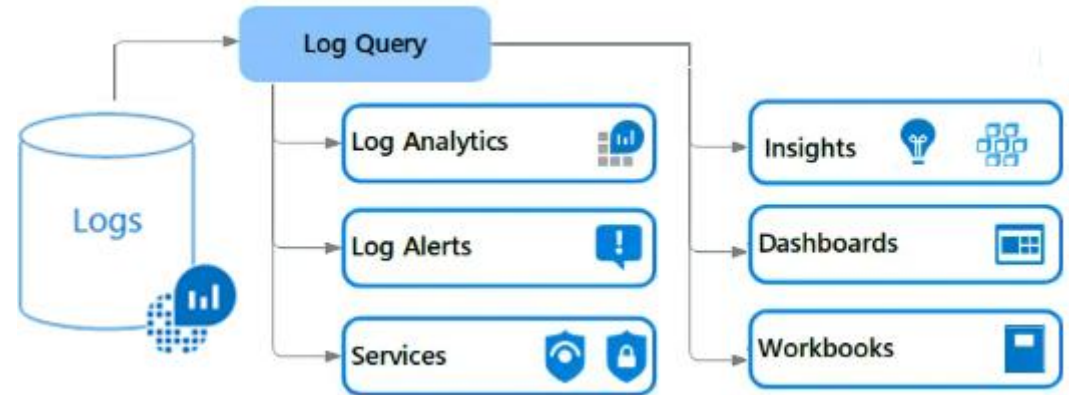 Log Query
Logs
Log Analytics
Log Alerts
Services
Insights
Dashboards
Workbooks